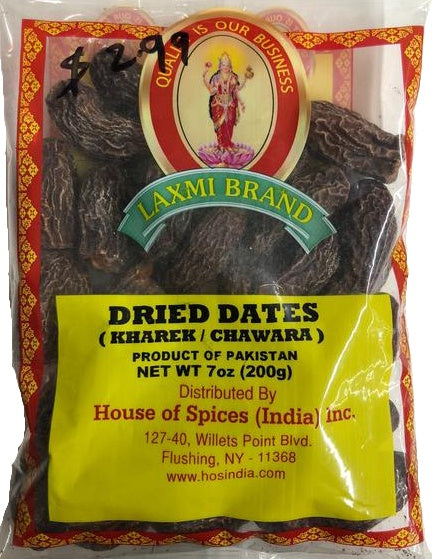 $2.99
QUALITY IS OUR BUSINESS
LAXMI BRAND
DRIED DATES
( KHAREK / CHAWARA )
PRODUCT OF PAKISTAN
NET WT 7oz (200g)
Distributed By
House of Spices (India) Inc.
127-40, Willets Point Blvd.
Flushing, NY - 11368
www.hosindia.com